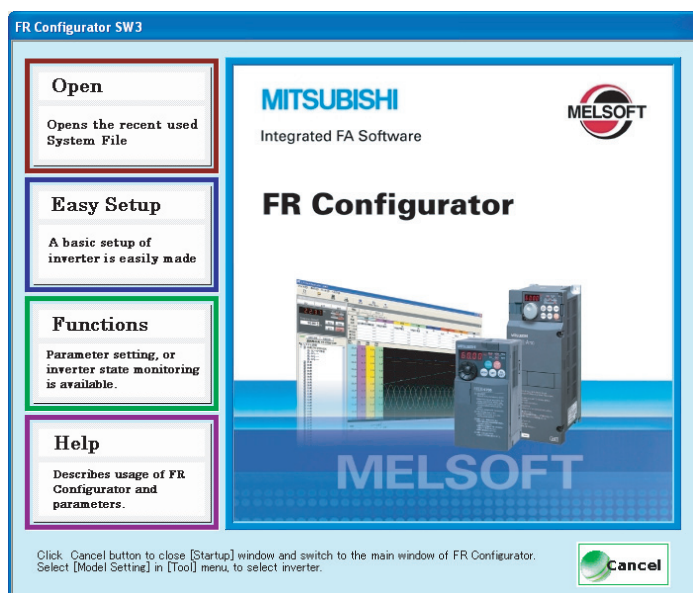 FR Configurator SW3
Open
Opens the recent used
System File
Easy Setup
A basic setup of
inverter is easily made
Functions
Parameter setting, or
inverter state monitoring
is available.
Help
Describes usage of FR
Configurator and
parameters.
MITSUBISHI
MELSOFT
Integrated FA Software
FR Configurator
MELSOFT
Click Cancel button to close [Startup] window and switch to the main window of FR Configurator.
Select [Model Setting] in [Tool] menu, to select inverter.
Cancel